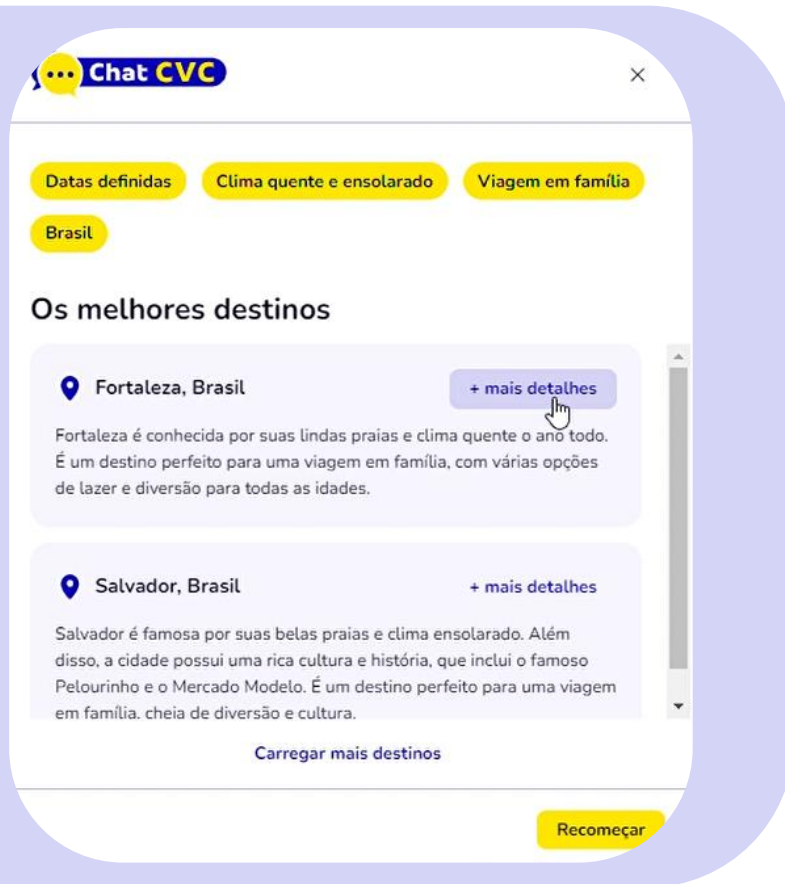 Chat CVC
Datas definidas
Clima quente e ensolarado
Viagem em família
Brasil
Os melhores destinos
Fortaleza, Brasil
+ mais detalhes
Fortaleza é conhecida por suas lindas praias e clima quente o ano todo.
É um destino perfeito para uma viagem em família, com várias opções
de lazer e diversão para todas as idades.
Salvador, Brasil
+ mais detalhes
Salvador é famosa por suas belas praias e clima ensolarado. Além
disso, a cidade possui uma rica cultura e história, que inclui o famoso
Pelourinho e o Mercado Modelo. É um destino perfeito para uma viagem
em família, cheia de diversão e cultura.
Carregar mais destinos
Recomeçar